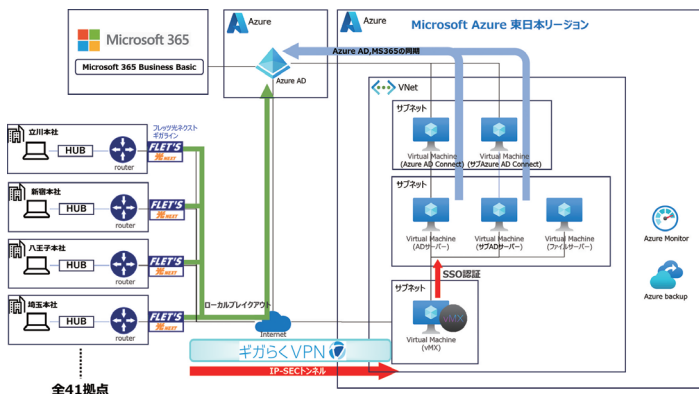 Microsoft 365
Microsoft 365 Business Basic
Azure
Azure AD
Azure
Microsoft Azure 東日本リージョン
Azure AD,MS365の同期
VNet
サブネット
Virtual Machine
(Azure AD Connect)
Virtual Machine
(サブAzure AD Connect)
サブネット
Virtual Machine
(ADサーバー)
Virtual Machine
(サブADサーバー)
Virtual Machine
(ファイルサーバー)
SSO認証
サブネット
VMX
Virtual Machine
(vMX)
Azure Monitor
Azure backup
立川本社
HUB
router
フレッツ光ネクスト
ギガライン
FLET'S
光NEXT
新宿本社
HUB
router
FLET'S
光NEXT
八王子本社
HUB
router
FLET'S
光NEXT
埼玉本社
HUB
router
FLET'S
光NEXT
全41拠点
ローカルブレイクアウト
Internet
ギガらくVPN
IP-SECトンネル